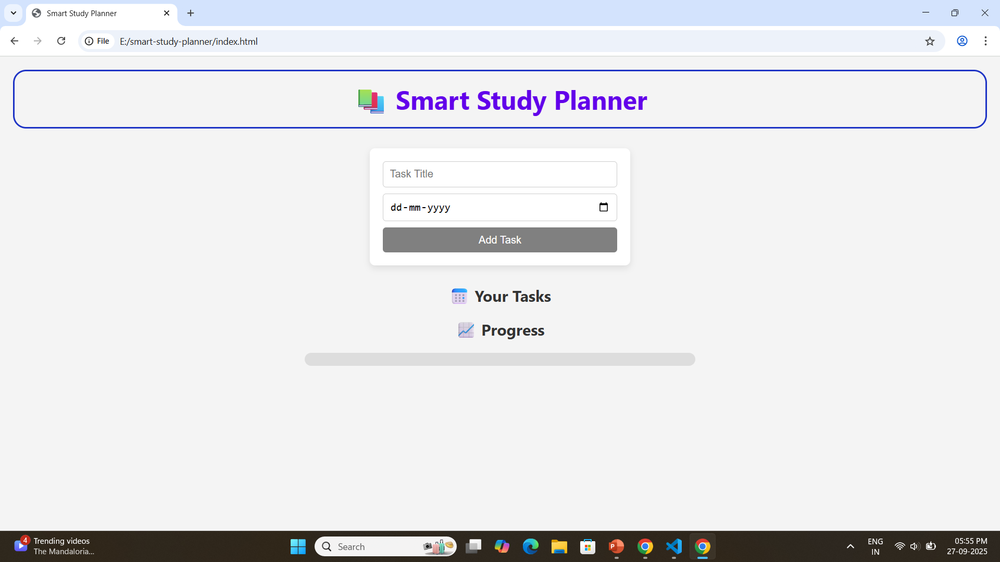 Smart Study Planner
File
E:/smart-study-planner/index.html
Smart Study Planner
Task Title
dd-mm-yyyy
Add Task
Your Tasks
Progress
4
Trending videos
The Mandaloria...
Search
P
ENG
IN
05:55 PM
27-09-2025